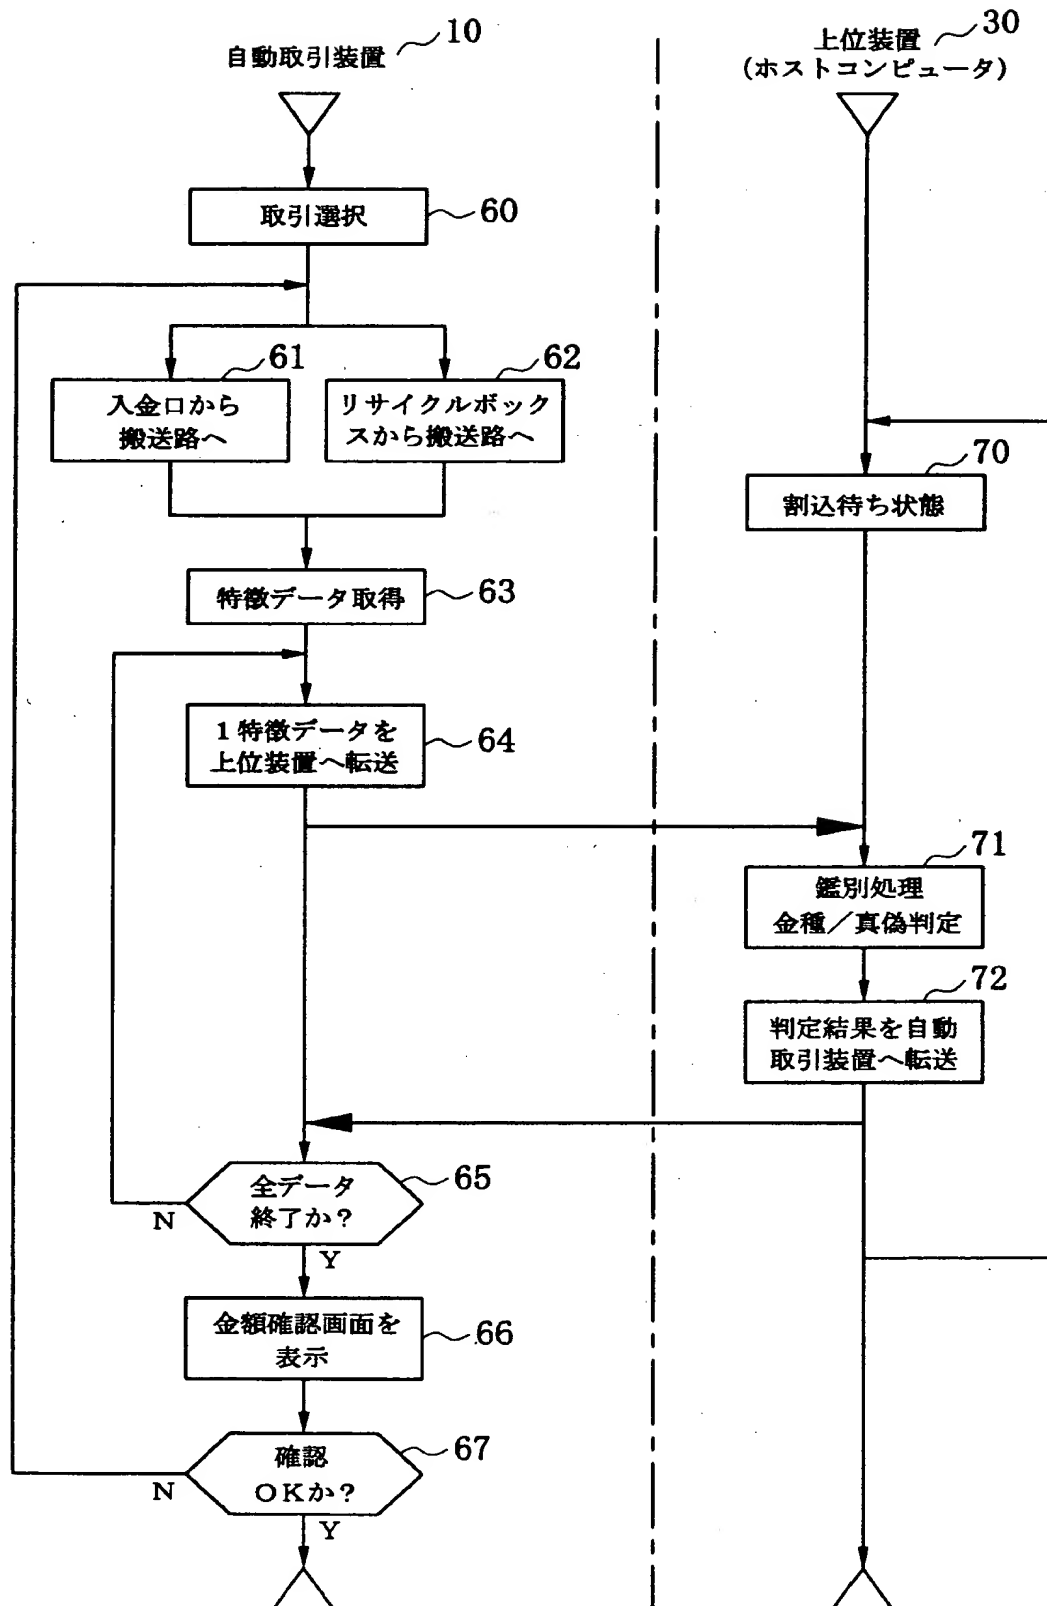 自動取引装置 10
上位装置 30
(ホストコンピュータ)
取引選択 60
61
入金口から
搬送路へ
62
リサイクルボック
スから搬送路へ
70
割込待ち状態
特徴データ取得 63
1特徴データを
上位装置へ転送
64
71
鑑別処理
金種/真偽判定
72
判定結果を自動
取引装置へ転送
全データ
終了か?
65
N
Y
金額確認画面を
表示
66
確認
OKか?
67
N
Y